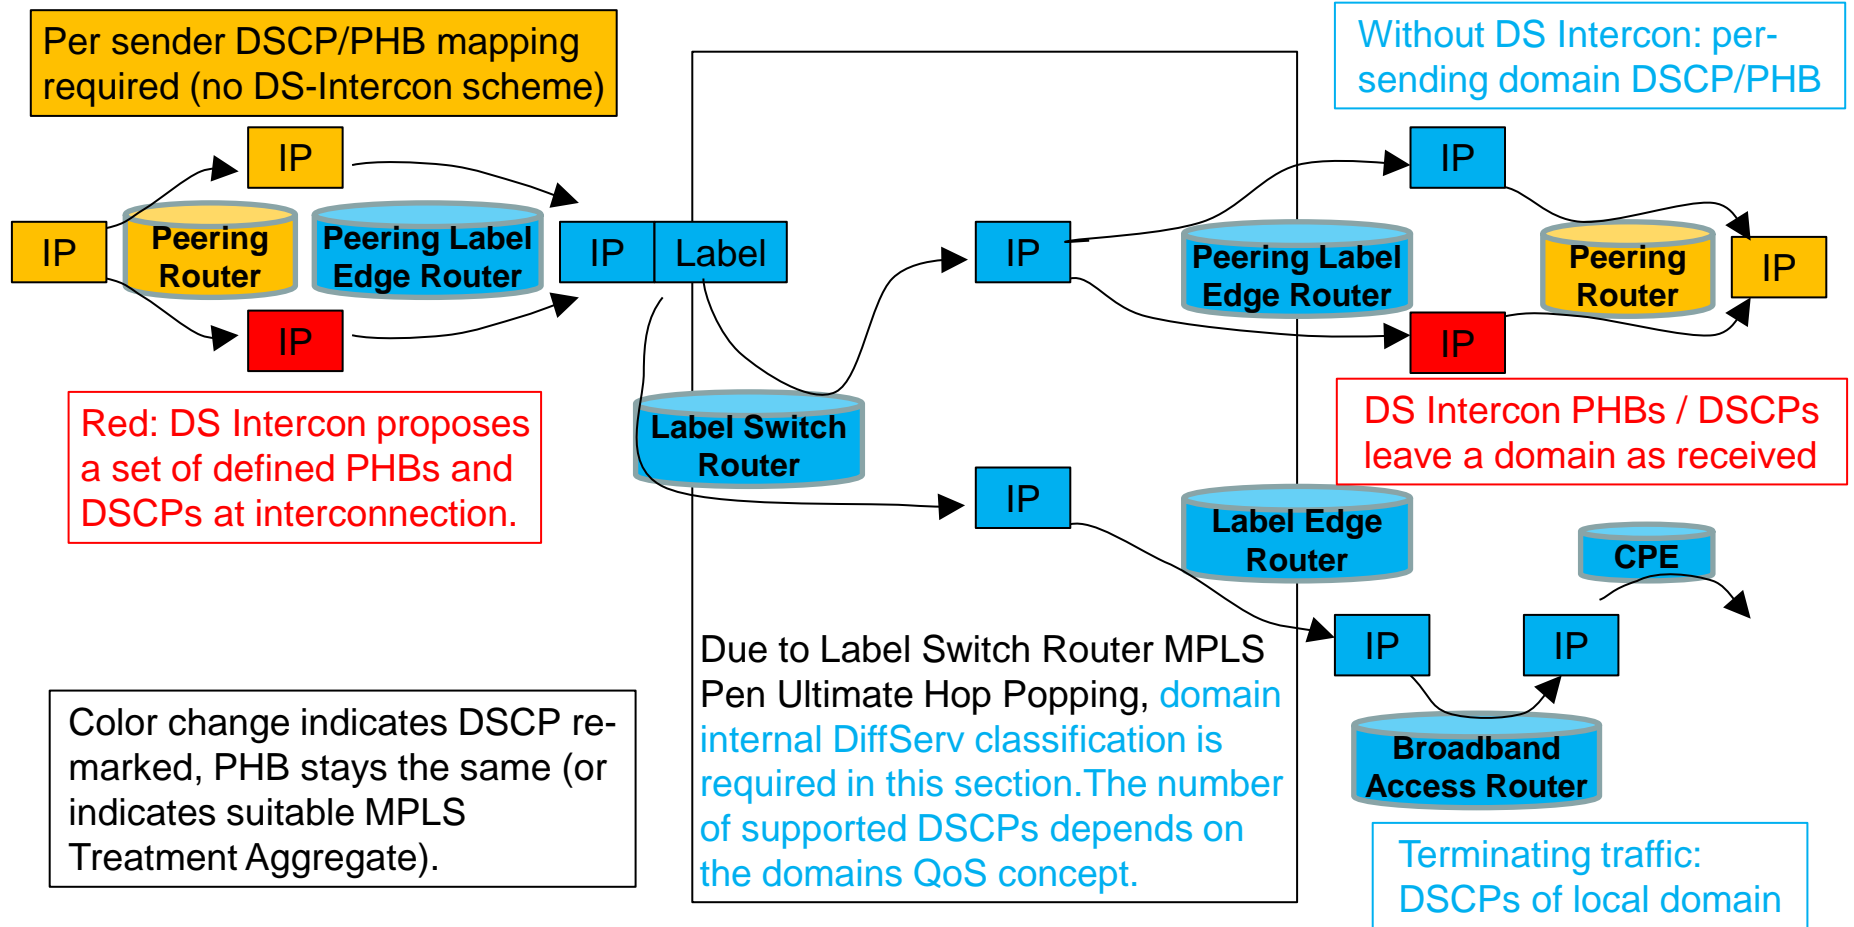 Per sender DSCP/PHB mapping
required (no DS-Intercon scheme)
Without DS Intercon: per-
sending domain DSCP/PHB
IP
IP
IP
Peering
Router
Peering Label
Edge Router
IP
Label
IP
Peering Label
Edge Router
Peering
Router
IP
IP
IP
Red: DS Intercon proposes
a set of defined PHBs and
DSCPs at interconnection.
Label Switch
Router
DS Intercon PHBs / DSCPs
leave a domain as received
IP
Label Edge
Router
CPE
IP
IP
Due to Label Switch Router MPLS
Pen Ultimate Hop Popping, domain
internal DiffServ classification is
required in this section.The number
of supported DSCPs depends on
the domains QoS concept.
Color change indicates DSCP re-
marked, PHB stays the same (or
indicates suitable MPLS
Treatment Aggregate).
Broadband
Access Router
Terminating traffic:
DSCPs of local domain